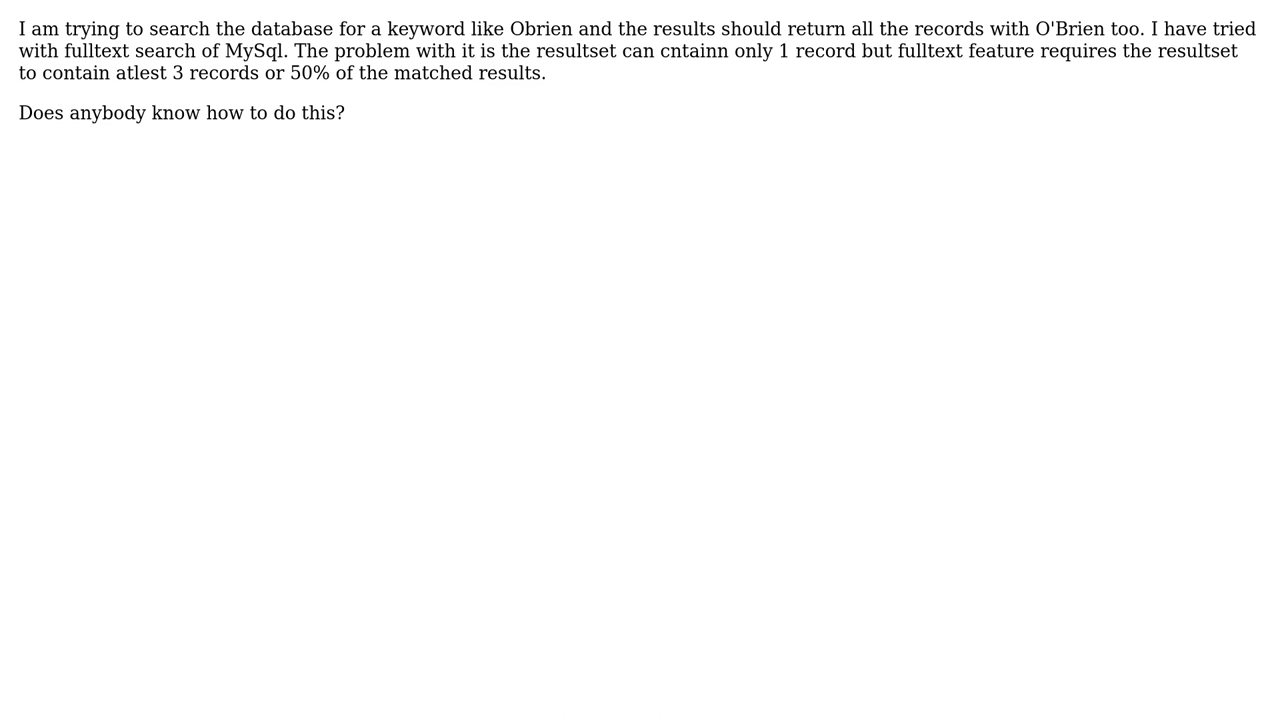 I am trying to search the database for a keyword like Obrien and the results should return all the records with O'Brien too. I have tried
with fulltext search of MySql. The problem with it is the resultset can cntainn only 1 record but fulltext feature requires the resultset
to contain atlest 3 records or 50% of the matched results.
Does anybody know how to do this?